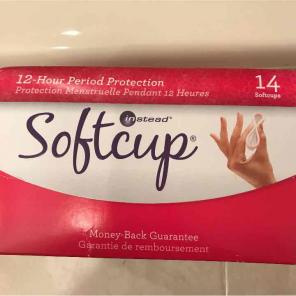 12-Hour Period Protection
Protection Menstruelle Pendant 12 Heures
14
Softcups
instead®
Softcup®
Money-Back Guarantee
Garantie de remboursement